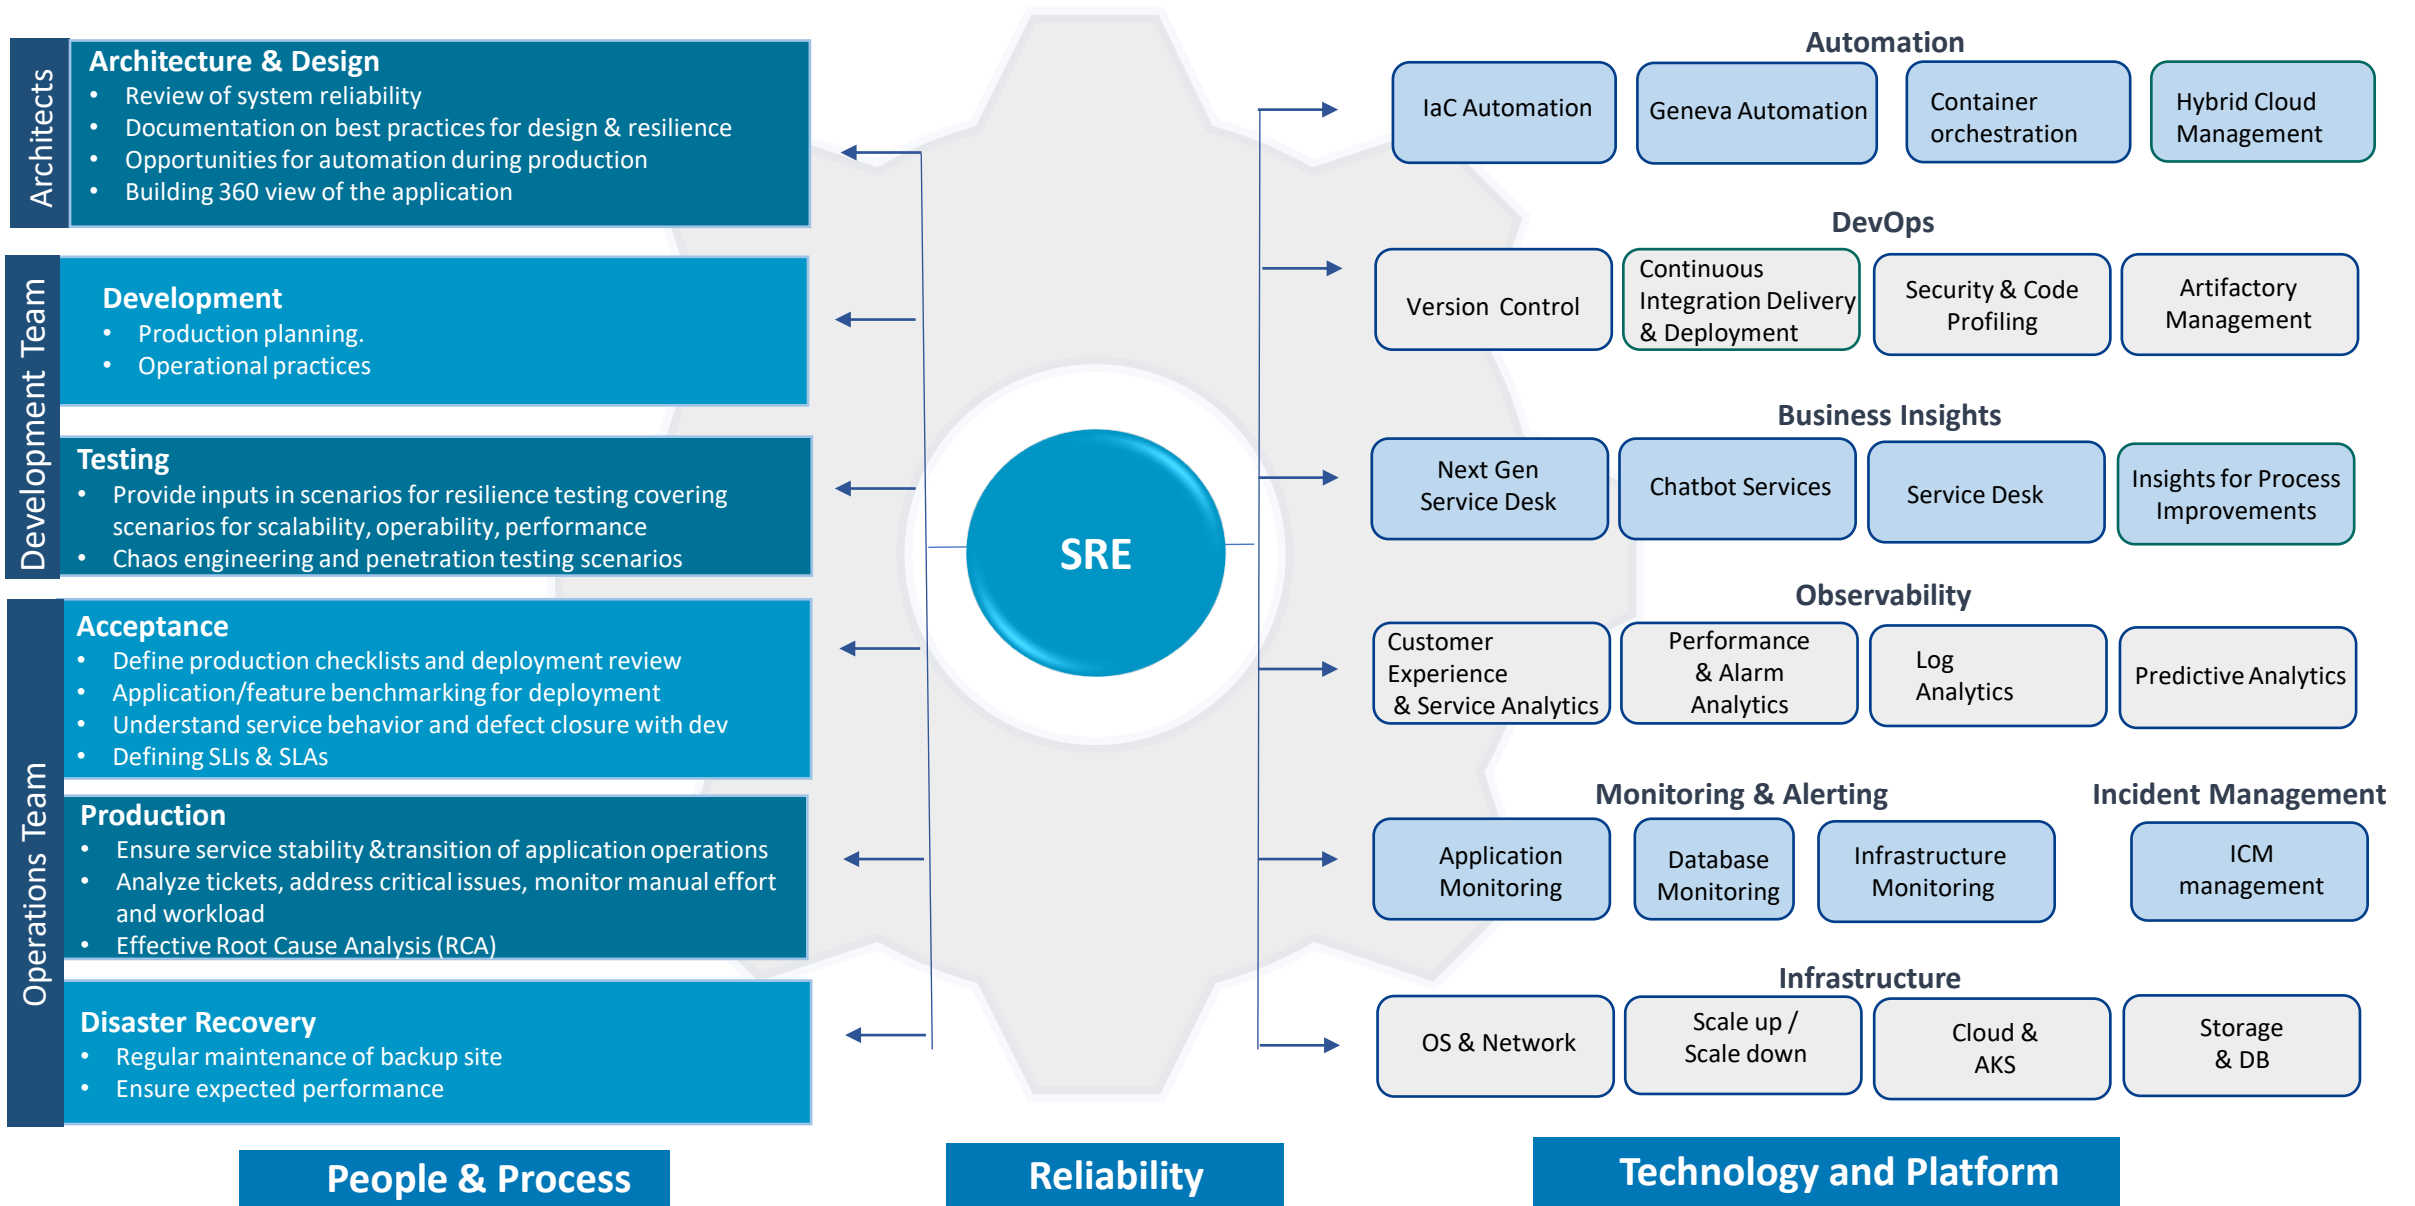 Architects
Architecture & Design
• Review of system reliability
• Documentation on best practices for design & resilience
• Opportunities for automation during production
• Building 360 view of the application
Development Team
Development
• Production planning.
• Operational practices
Testing
• Provide inputs in scenarios for resilience testing covering
scenarios for scalability, operability, performance
• Chaos engineering and penetration testing scenarios
Operations Team
Acceptance
• Define production checklists and deployment review
• Application/feature benchmarking for deployment
• Understand service behavior and defect closure with dev
• Defining SLIs & SLAs
Production
• Ensure service stability &transition of application operations
• Analyze tickets, address critical issues, monitor manual effort
and workload
• Effective Root Cause Analysis (RCA)
Disaster Recovery
• Regular maintenance of backup site
• Ensure expected performance
People & Process
SRE
Reliability
Automation
IaC Automation
Geneva Automation
Container
orchestration
Hybrid Cloud
Management
DevOps
Version Control
Continuous
Integration Delivery
& Deployment
Security & Code
Profiling
Artifactory
Management
Business Insights
Next Gen
Service Desk
Chatbot Services
Service Desk
Insights for Process
Improvements
Observability
Customer
Experience
& Service Analytics
Performance
& Alarm
Analytics
Log
Analytics
Predictive Analytics
Monitoring & Alerting
Application
Monitoring
Database
Monitoring
Infrastructure
Monitoring
Incident Management
ICM
management
Infrastructure
OS & Network
Scale up /
Scale down
Cloud &
AKS
Storage
& DB
Technology and Platform